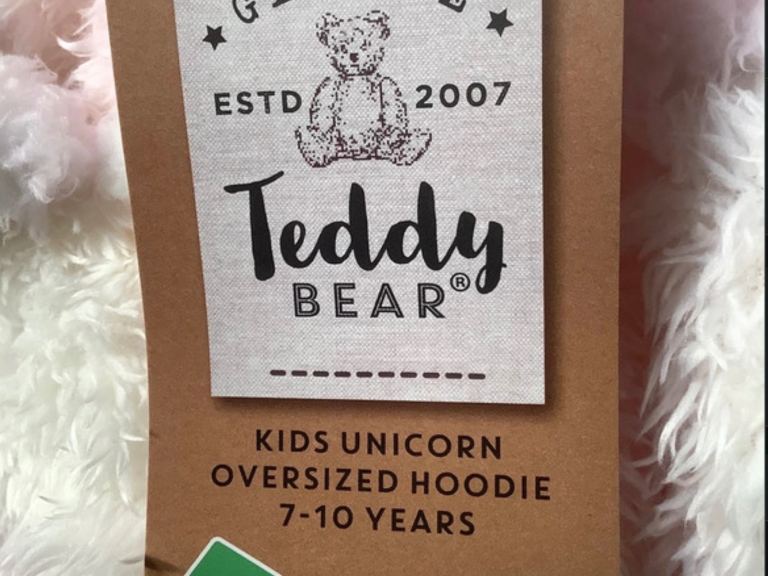 ESTD 2007
Teddy
BEAR®
KIDS UNICORN
OVERSIZED HOODIE
7-10 YEARS